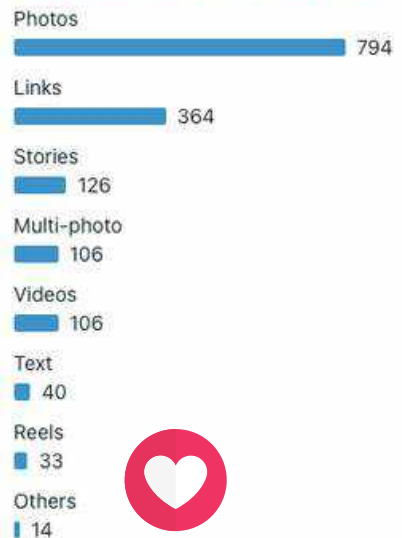 Photos
794
Links
364
Stories
126
Multi-photo
106
Videos
106
Text
40
Reels
33
Others
14